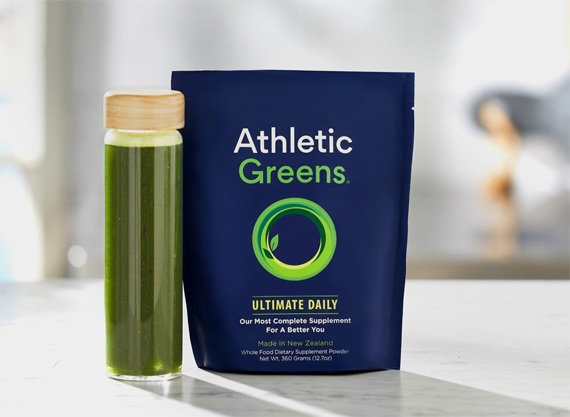 Athletic
Greens®
ULTIMATE DAILY
Our Most Complete Supplement
For A Better You
Made in New Zealand
Whole Food Dietary Supplement Powder
Net Wt. 360 Grams (12.7oz)